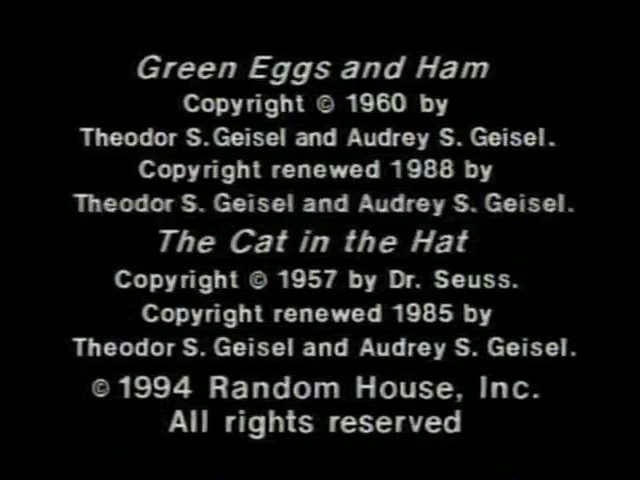 Green Eggs and Ham
Copyright © 1960 by
Theodor S. Geisel and Audrey S. Geisel.
Copyright renewed 1988 by
Theodor S. Geisel and Audrey S. Geisel.
The Cat in the Hat
Copyright © 1957 by Dr. Seuss.
Copyright renewed 1985 by
Theodor S. Geisel and Audrey S. Geisel.
© 1994 Random House, Inc.
All rights reserved